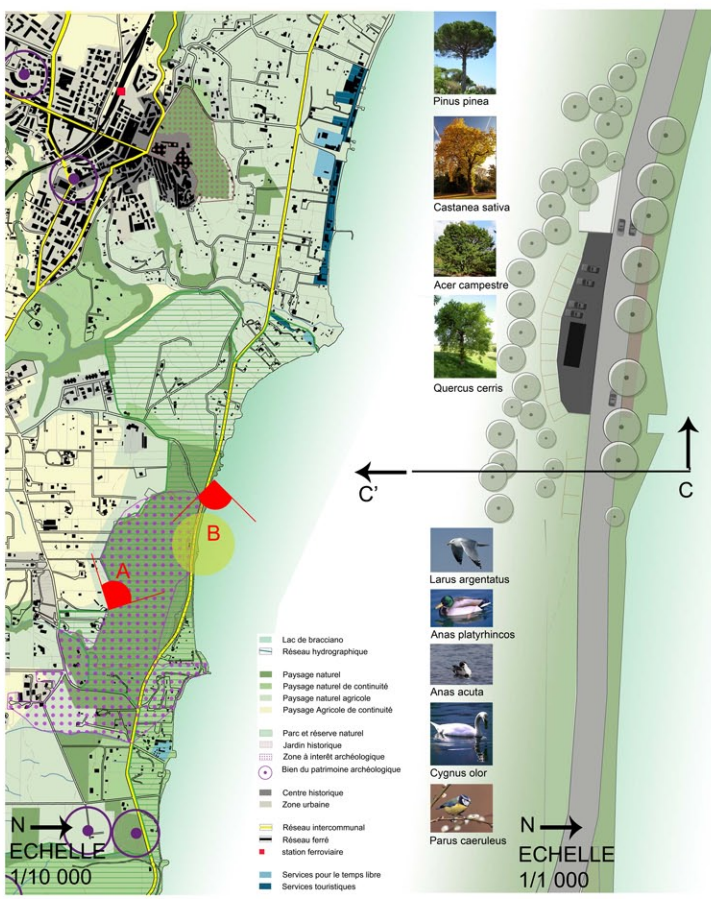 A
B
N
ECHELLE
1/10 000
Lac de bracciano
Réseau hydrographique
Paysage naturel
Paysage naturel de continuité
Paysage naturel agricole
Paysage Agricole de continuité
Parc et réserve naturel
Jardin historique
Zone à interêt archéologique
Bien du patrimoine archéologique
Centre historique
Zone urbaine
Réseau intercommunal
Réseau ferré
station ferroviaire
Services pour le temps libre
Services touristiques
Pinus pinea
Castanea sativa
Acer campestre
Quercus cerris
C'
C
Larus argentatus
Anas platyrhincos
Anas acuta
Cygnus olor
Parus caeruleus
N
ECHELLE
1/1 000